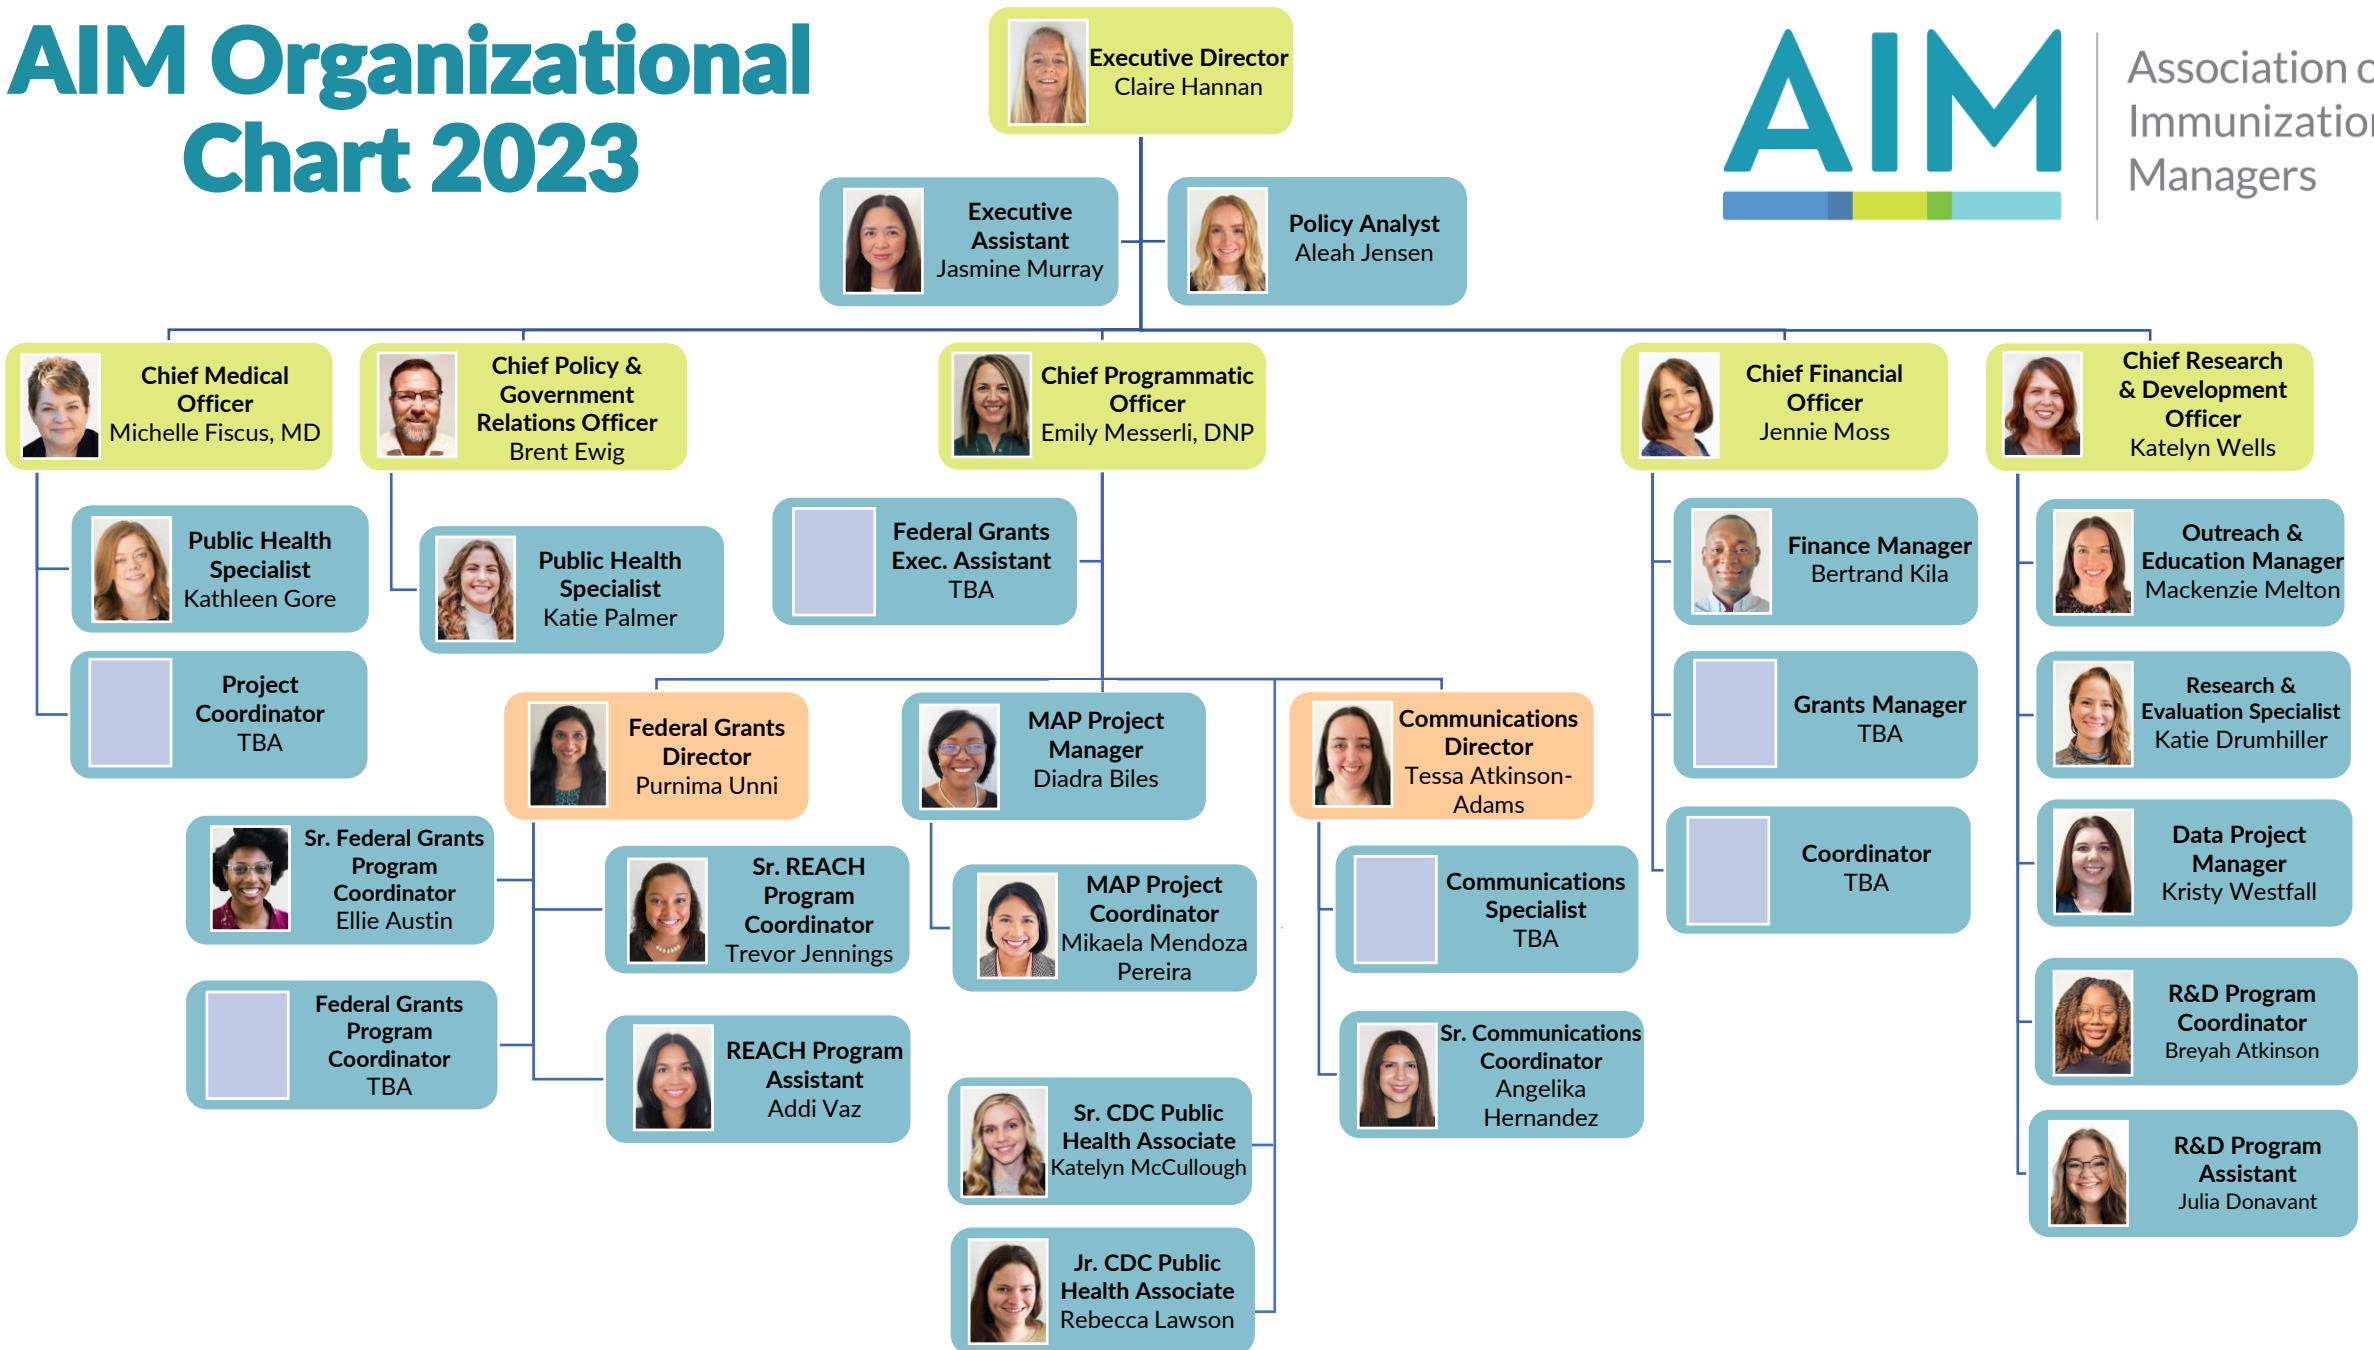 AIM Organizational
Chart 2023
Executive Director
Claire Hannan
AIM
Association o
Immunization
Managers
Executive
Assistant
Jasmine Murray
Policy Analyst
Aleah Jensen
Chief Medical
Officer
Michelle Fiscus, MD
Chief Policy &
Government
Relations Officer
Brent Ewig
Chief Programmatic
Officer
Emily Messerli, DNP
Chief Financial
Officer
Jennie Moss
Chief Research
& Development
Officer
Katelyn Wells
Public Health
Specialist
Kathleen Gore
Project
Coordinator
TBA
Public Health
Specialist
Katie Palmer
Federal Grants
Exec. Assistant
TBA
Federal Grants
Director
Purnima Unni
Sr. Federal Grants
Program
Coordinator
Ellie Austin
Federal Grants
Program
Coordinator
TBA
Sr. REACH
Program
Coordinator
Trevor Jennings
REACH Program
Assistant
Addi Vaz
MAP Project
Manager
Diadra Biles
MAP Project
Coordinator
Mikaela Mendoza
Pereira
Sr. CDC Public
Health Associate
Katelyn McCullough
Jr. CDC Public
Health Associate
Rebecca Lawson
Communications
Director
Tessa Atkinson-
Adams
Communications
Specialist
TBA
Sr. Communications
Coordinator
Angelika
Hernandez
Finance Manager
Bertrand Kila
Grants Manager
TBA
Coordinator
TBA
Outreach &
Education Manager
Mackenzie Melton
Research &
Evaluation Specialist
Katie Drumhiller
Data Project
Manager
Kristy Westfall
R&D Program
Coordinator
Breyah Atkinson
R&D Program
Assistant
Julia Donavant